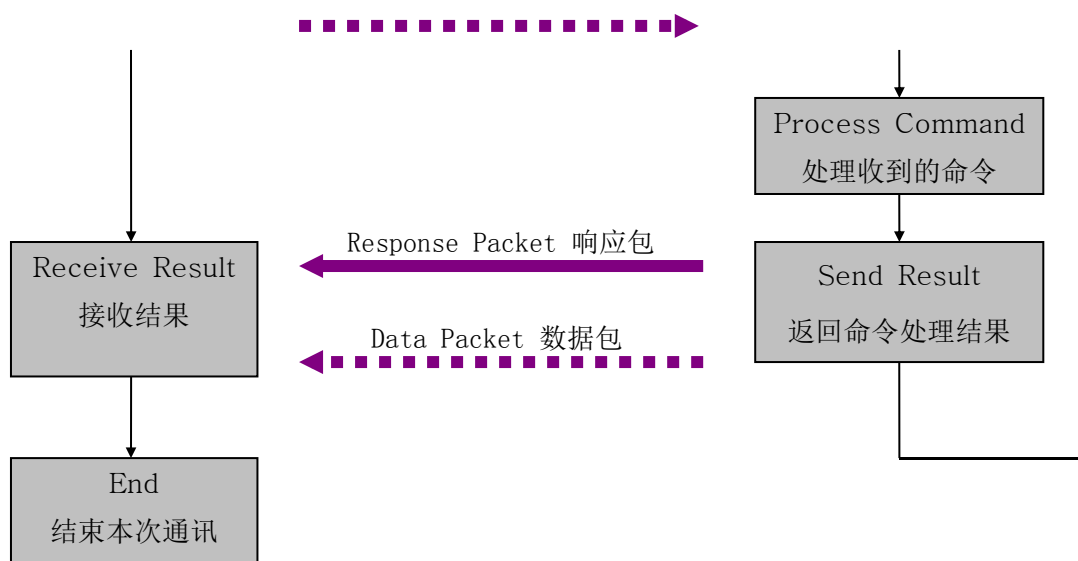 Process Command
处理收到的命令
Response Packet 响应包
Receive Result
接收结果
Send Result
返回命令处理结果
Data Packet 数据包
End
结束本次通讯